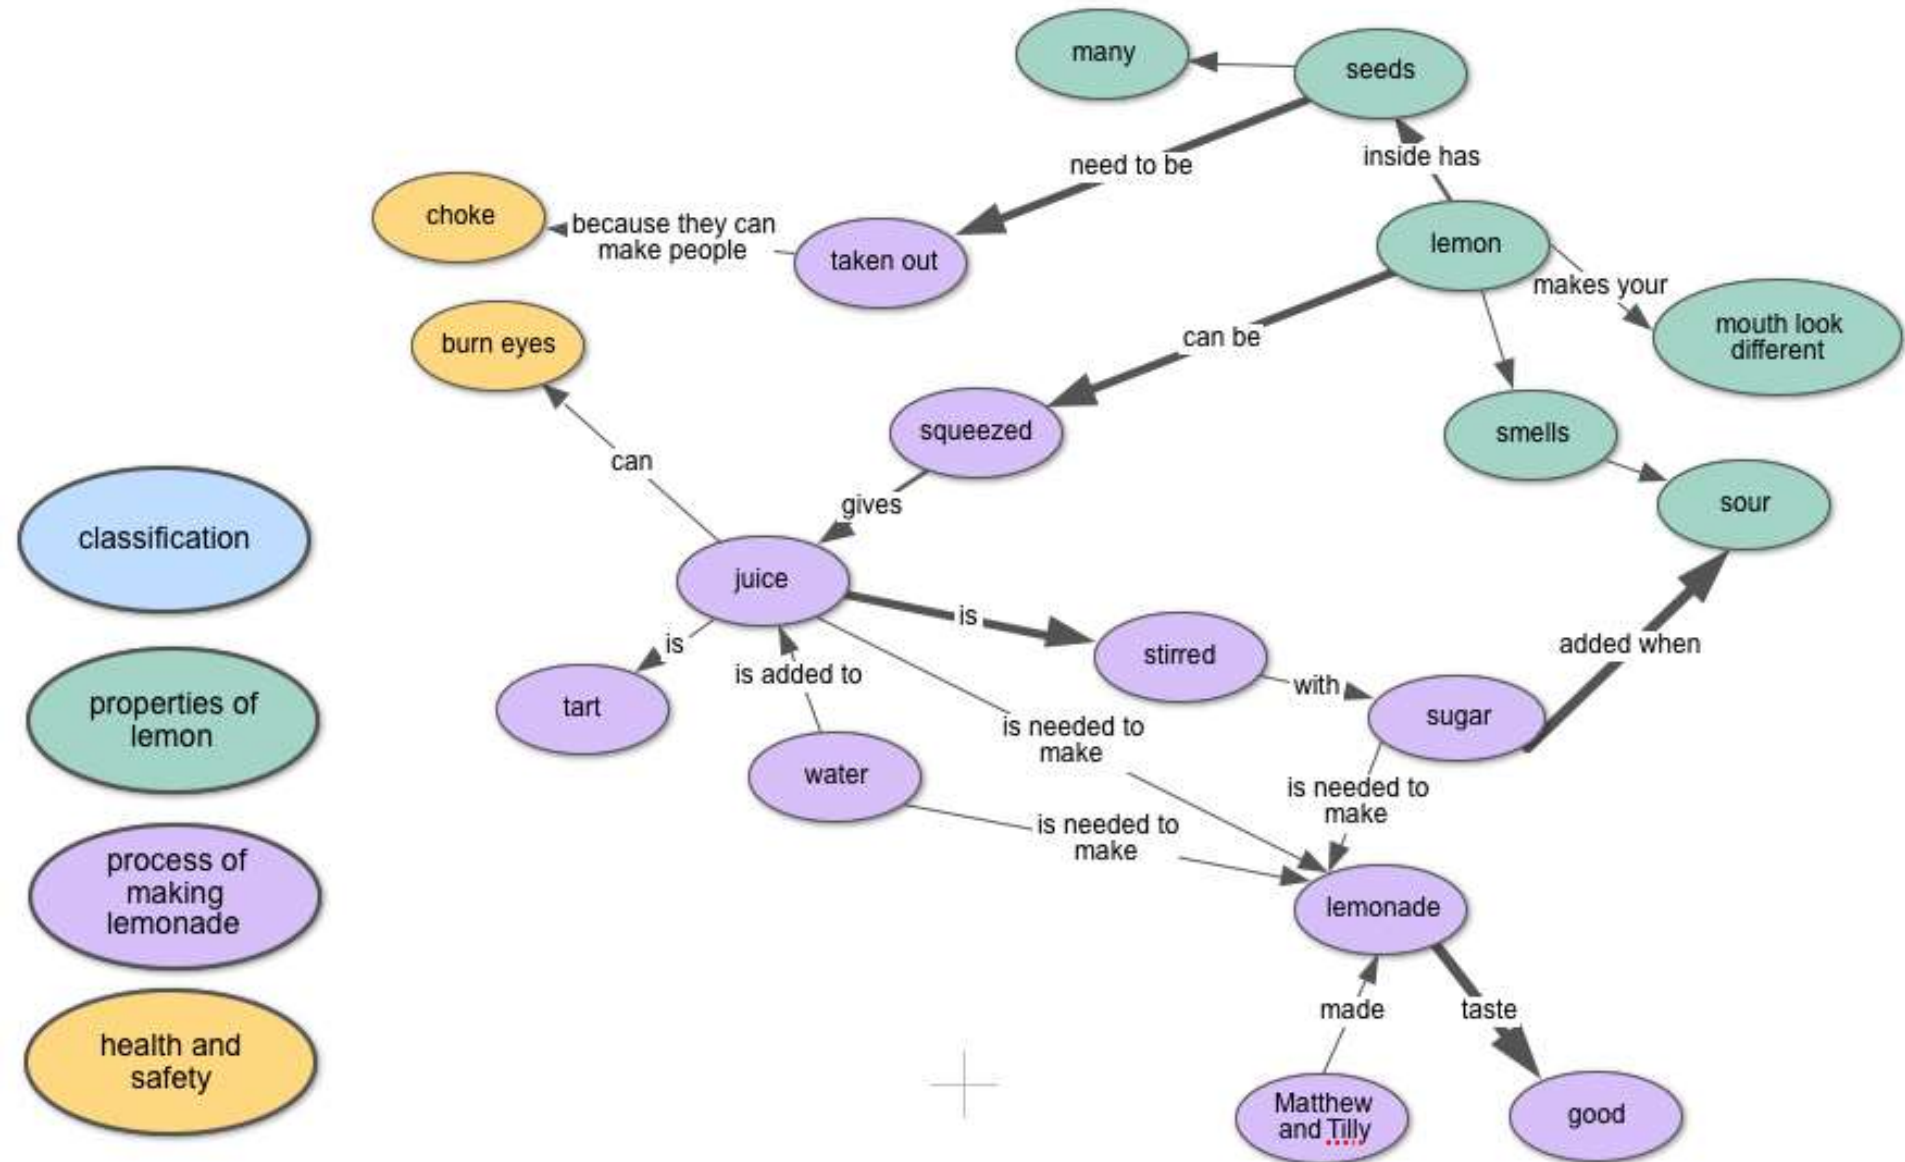 many
seeds
inside has
need to be
choke
because they can
make people
taken out
lemon
makes your
mouth look
different
burn eyes
can be
squeezed
smells
sour
can
gives
classification
juice
is
stirred
added when
is
tart
is added to
with
sugar
properties of
lemon
water
is needed to
make
is needed to
make
is needed to
make
process of
making
lemonade
lemonade
made
taste
health and
safety
Matthew
and Tilly
good